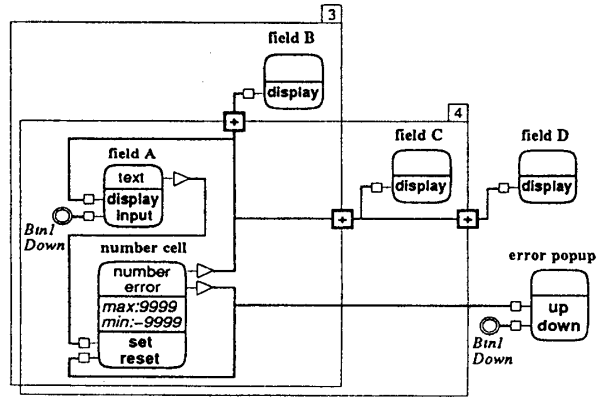 3
field B
display
+
4
field A
text
display
input
Btn1
Down
field C
display
field D
display
+
+
number cell
number
error
max:9999
min:-9999
set
reset
error popup
up
down
Btn1
Down